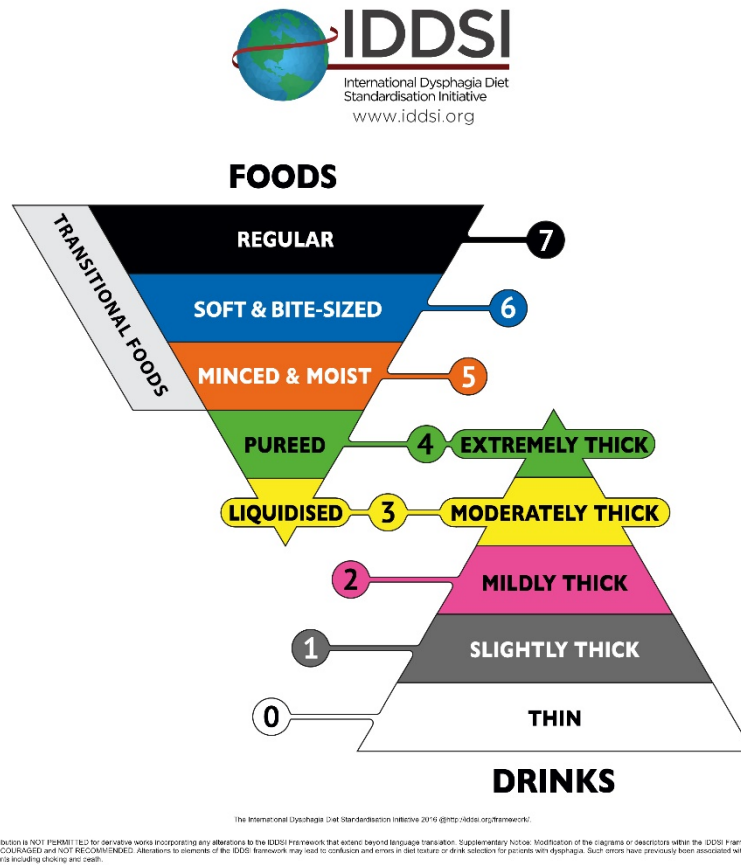 IDDSI
International Dysphagia Diet
Standardisation Initiative
www.iddsi.org
FOODS
TRANSITIONAL FOODS
REGULAR
7
SOFT & BITE-SIZED
6
MINCED & MOIST
5
PUREED
4
EXTREMELY THICK
LIQUIDISED
3
MODERATELY THICK
2
MILDLY THICK
1
SLIGHTLY THICK
0
THIN
DRINKS
The International Dysphagia Diet Standardisation Initiative 2016 @http://iddsi.org/framework/.
bution is NOT PERMITTED for derivative works incorporating any alterations to the IDDSI Framework that extend beyond language translation. Supplementary Notice: Modification of the diagrams or descriptors within the IDDSI Fram
COURAGED and NOT RECOMMENDED. Alterations to elements of the IDDSI framework may lead to confusion and errors in diet texture or drink selection for patients with dysphagia. Such errors have previously been associated wit
nts including choking and death.